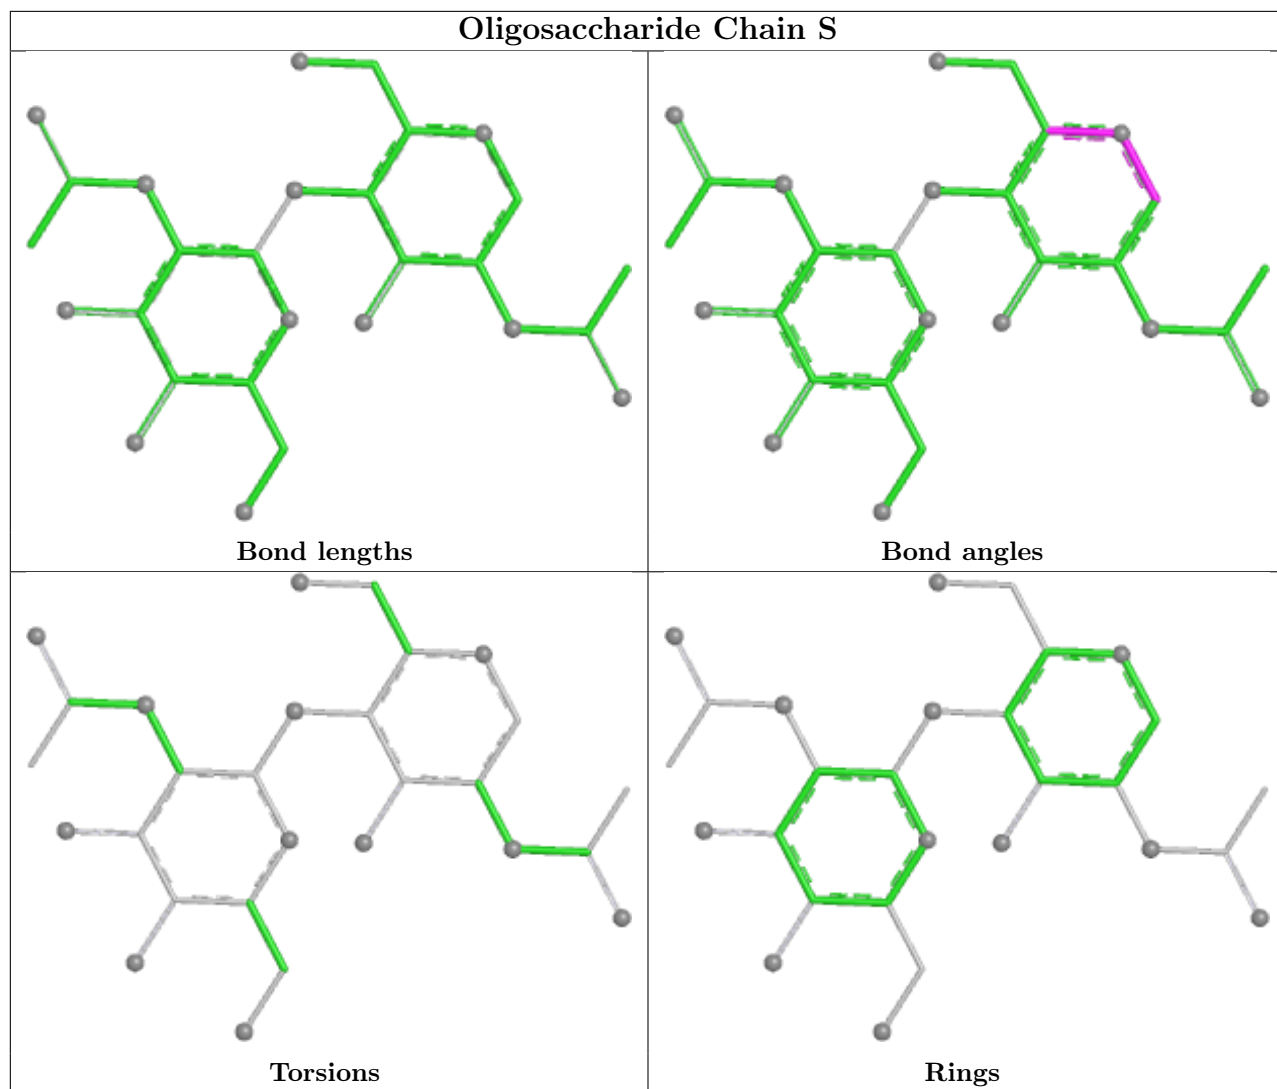 Oligosaccharide Chain S
Bond lengths
Bond angles
Torsions
Rings